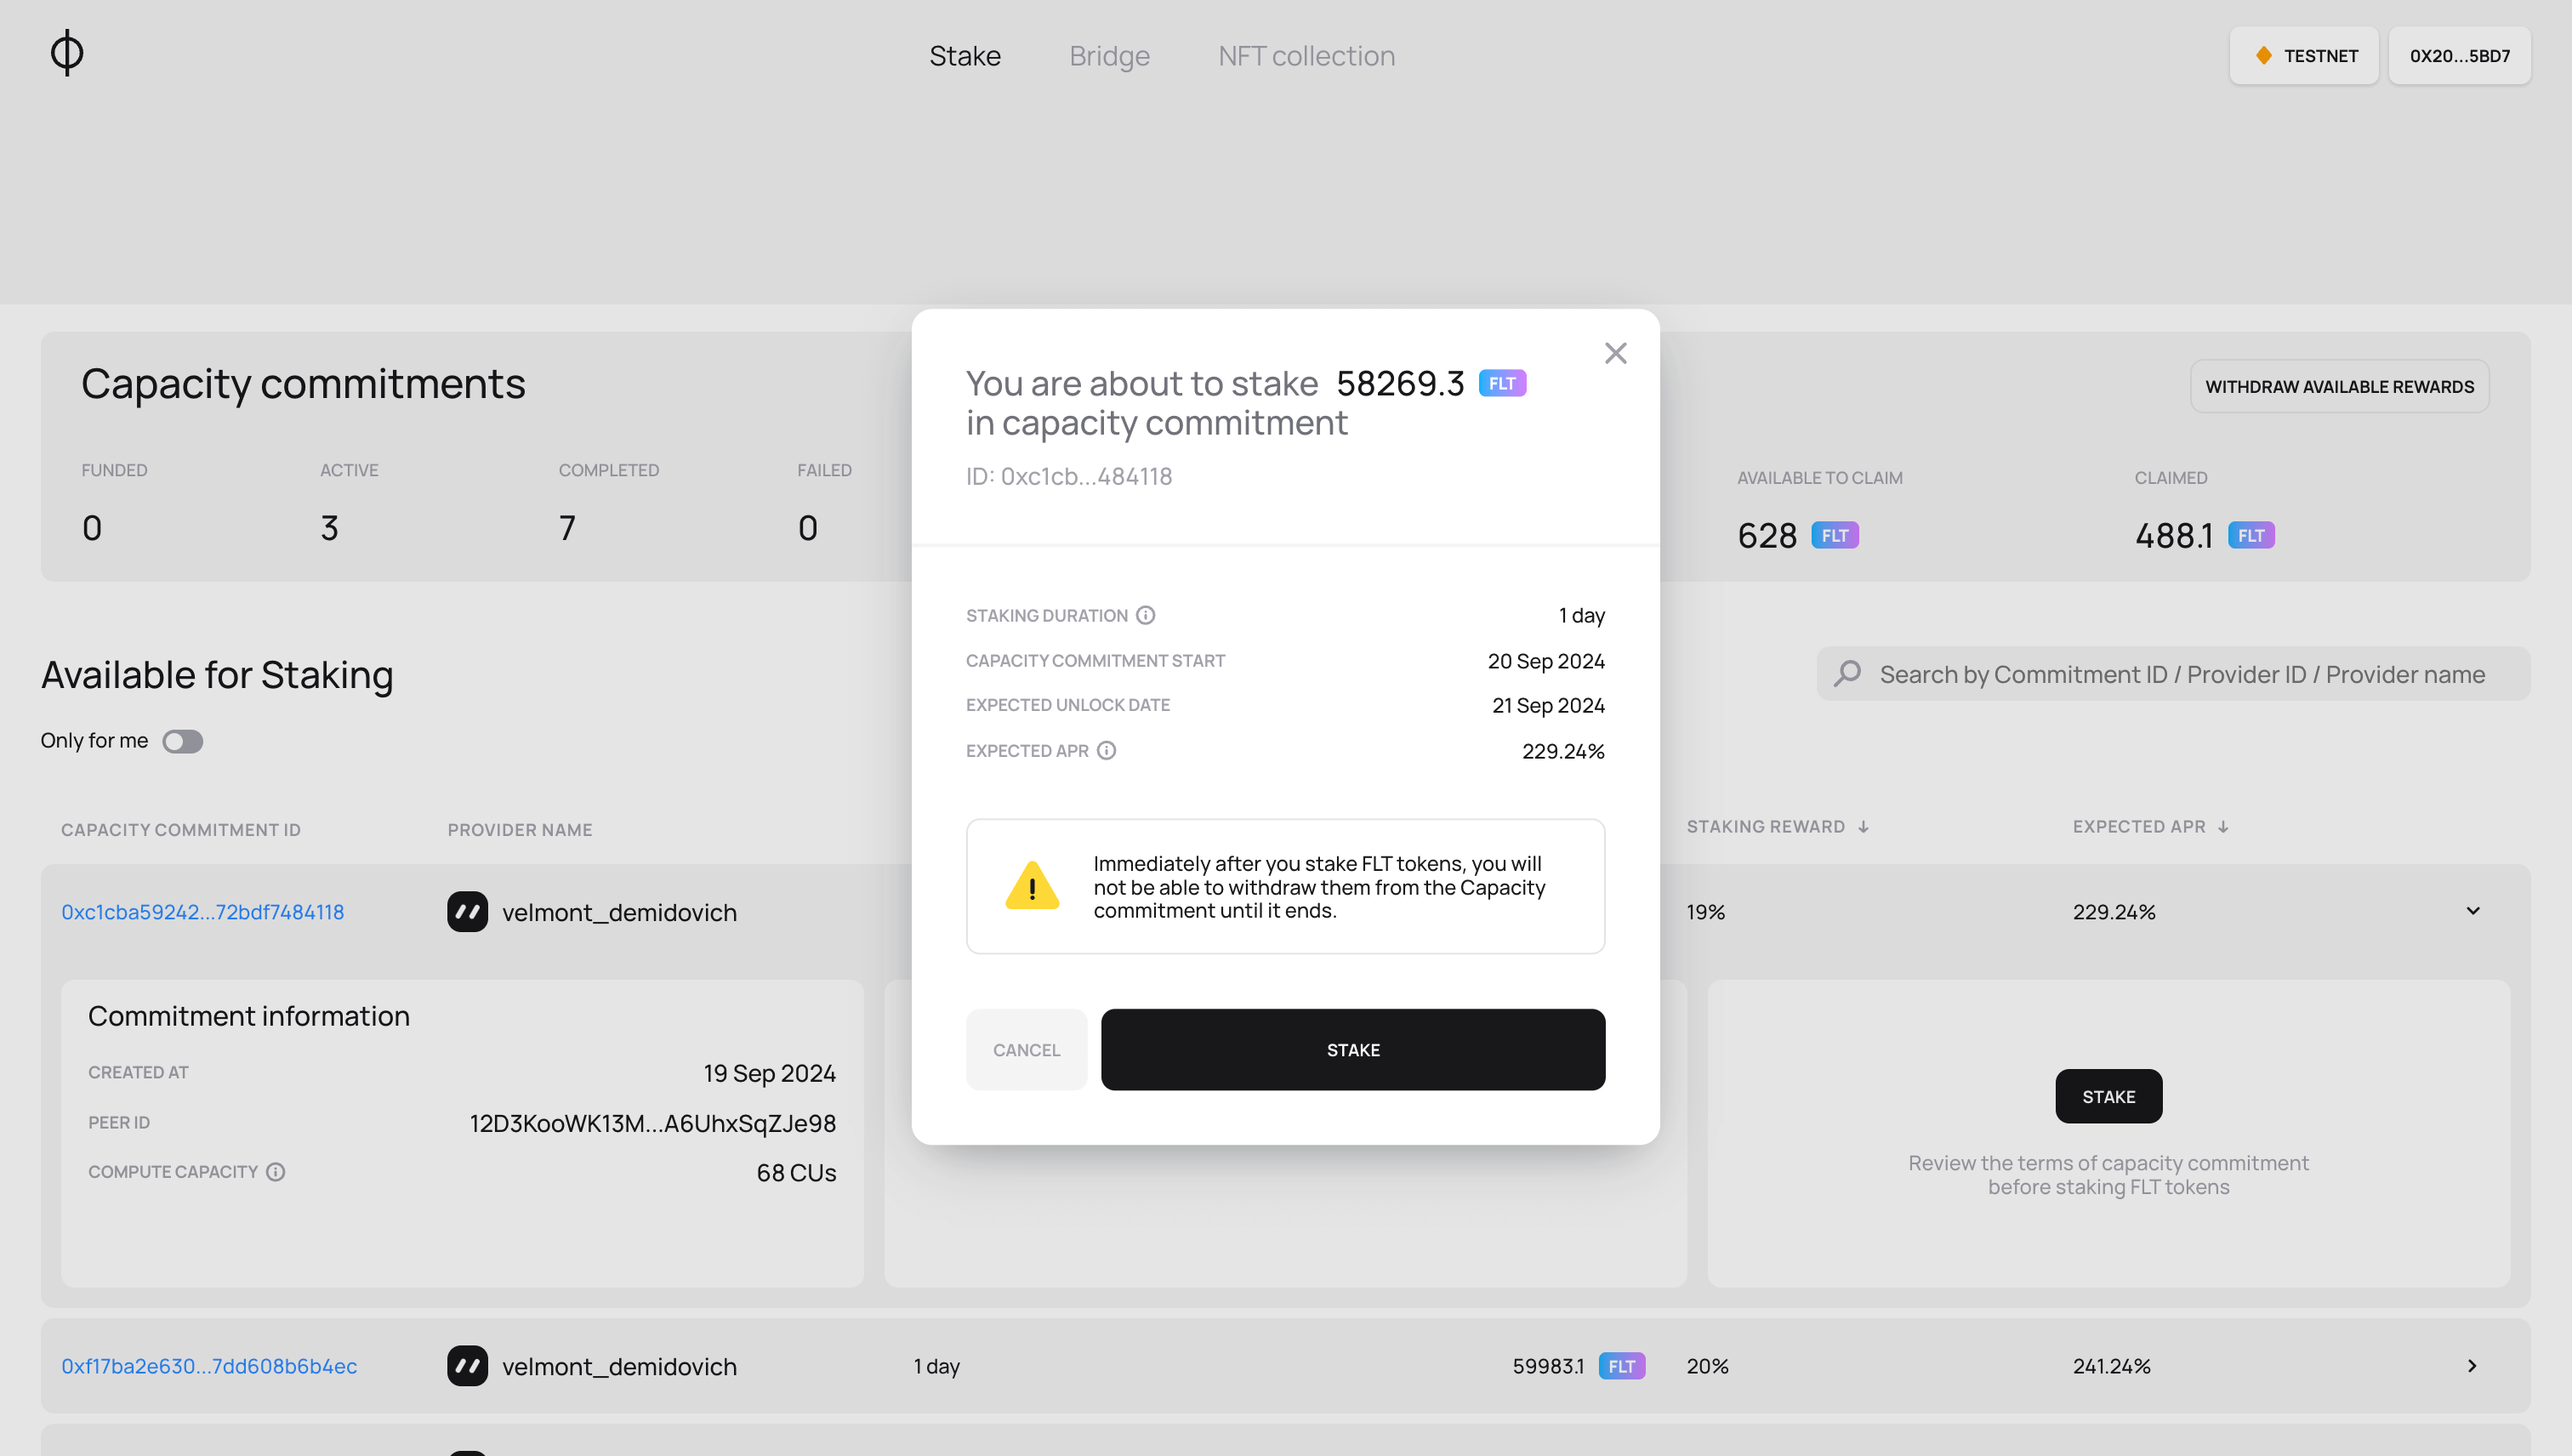 Stake Bridge NFT collection
TESTNET 0X20...5BD7
Capacity commitments
FUNDED ACTIVE COMPLETED FAILED
0 3 7 0
WITHDRAW AVAILABLE REWARDS
AVAILABLE TO CLAIM CLAIMED
628 FLT 488.1 FLT
You are about to stake 58269.3 FLT
in capacity commitment
ID: 0xc1cb...484118
STAKING DURATION 1 day
CAPACITY COMMITMENT START 20 Sep 2024
EXPECTED UNLOCK DATE 21 Sep 2024
EXPECTED APR 229.24%
Immediately after you stake FLT tokens, you will
not be able to withdraw them from the Capacity
commitment until it ends.
CANCEL STAKE
Available for Staking
Search by Commitment ID / Provider ID / Provider name
Only for me
CAPACITY COMMITMENT ID PROVIDER NAME STAKING REWARD EXPECTED APR
0xc1cba59242...72bdf7484118 velmont_demidovich 19% 229.24%
Commitment information
CREATED AT 19 Sep 2024
PEER ID 12D3KooWK13M...A6UhxSqZJe98
COMPUTE CAPACITY 68 CUs
STAKE
Review the terms of capacity commitment
before staking FLT tokens
0xf17ba2e630...7dd608b6b4ec velmont_demidovich 1 day 59983.1 FLT 20% 241.24%